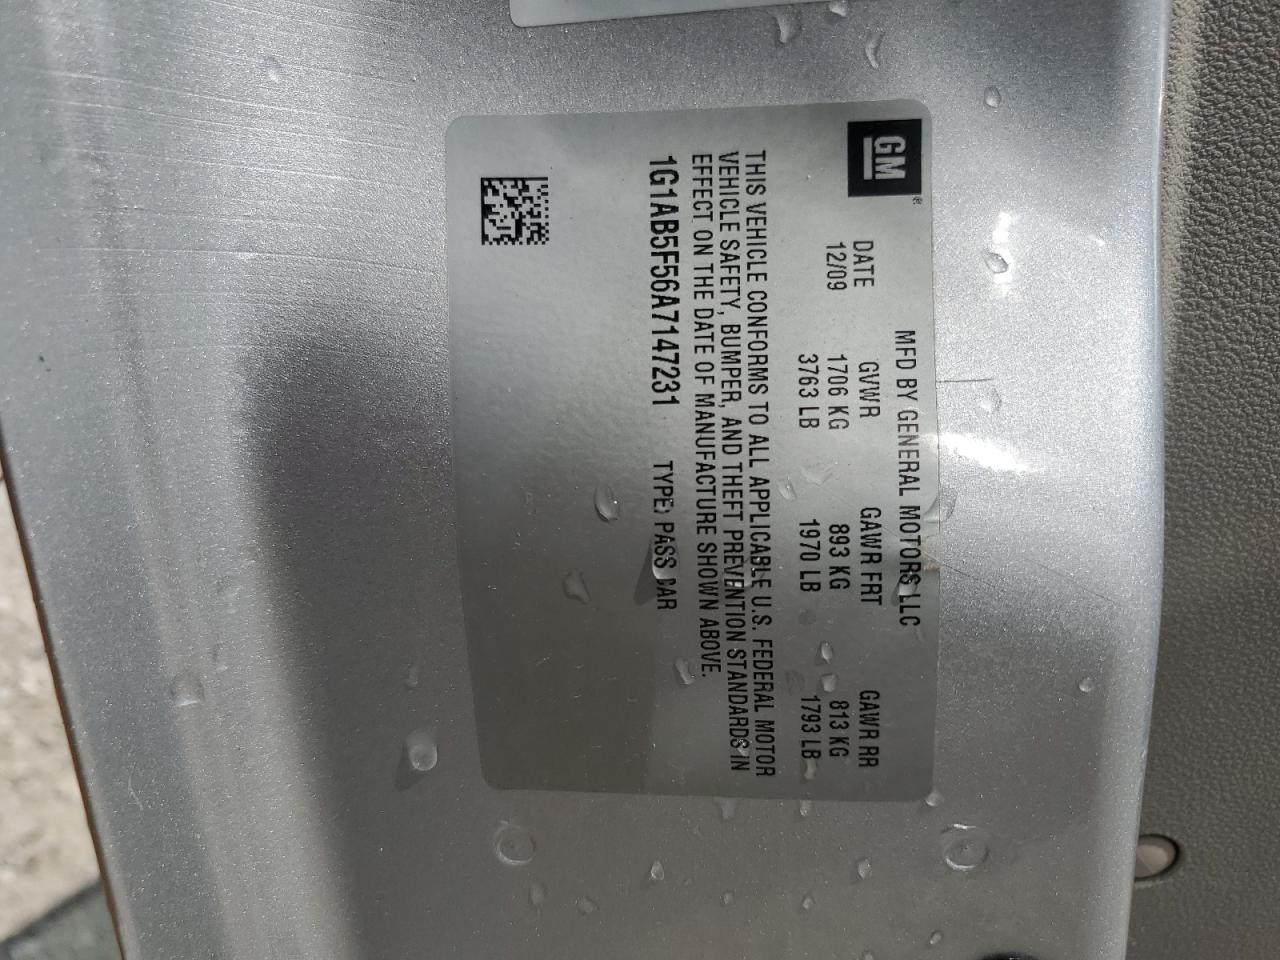 GM ®
MFD BY GENERAL MOTORS LLC
DATE GVWR GAWR FRT GAWR RR
12/09 1706 KG 893 KG 813 KG
3763 LB 1970 LB 1793 LB
THIS VEHICLE CONFORMS TO ALL APPLICABLE U.S. FEDERAL MOTOR
VEHICLE SAFETY, BUMPER, AND THEFT PREVENTION STANDARDS IN
EFFECT ON THE DATE OF MANUFACTURE SHOWN ABOVE.
1G1AB5F56A7147231 TYPE: PASS CAR